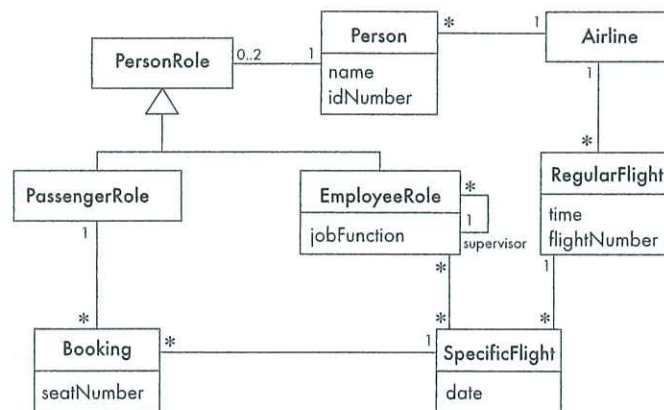 Person
* 1
Airline
PersonRole
0..2 1
name
idNumber
1
*
PassengerRole
EmployeeRole
*
RegularFlight
jobFunction
1
supervisor
time
flightNumber
1
*
1
*
*
*
Booking
* 1
SpecificFlight
seatNumber
date